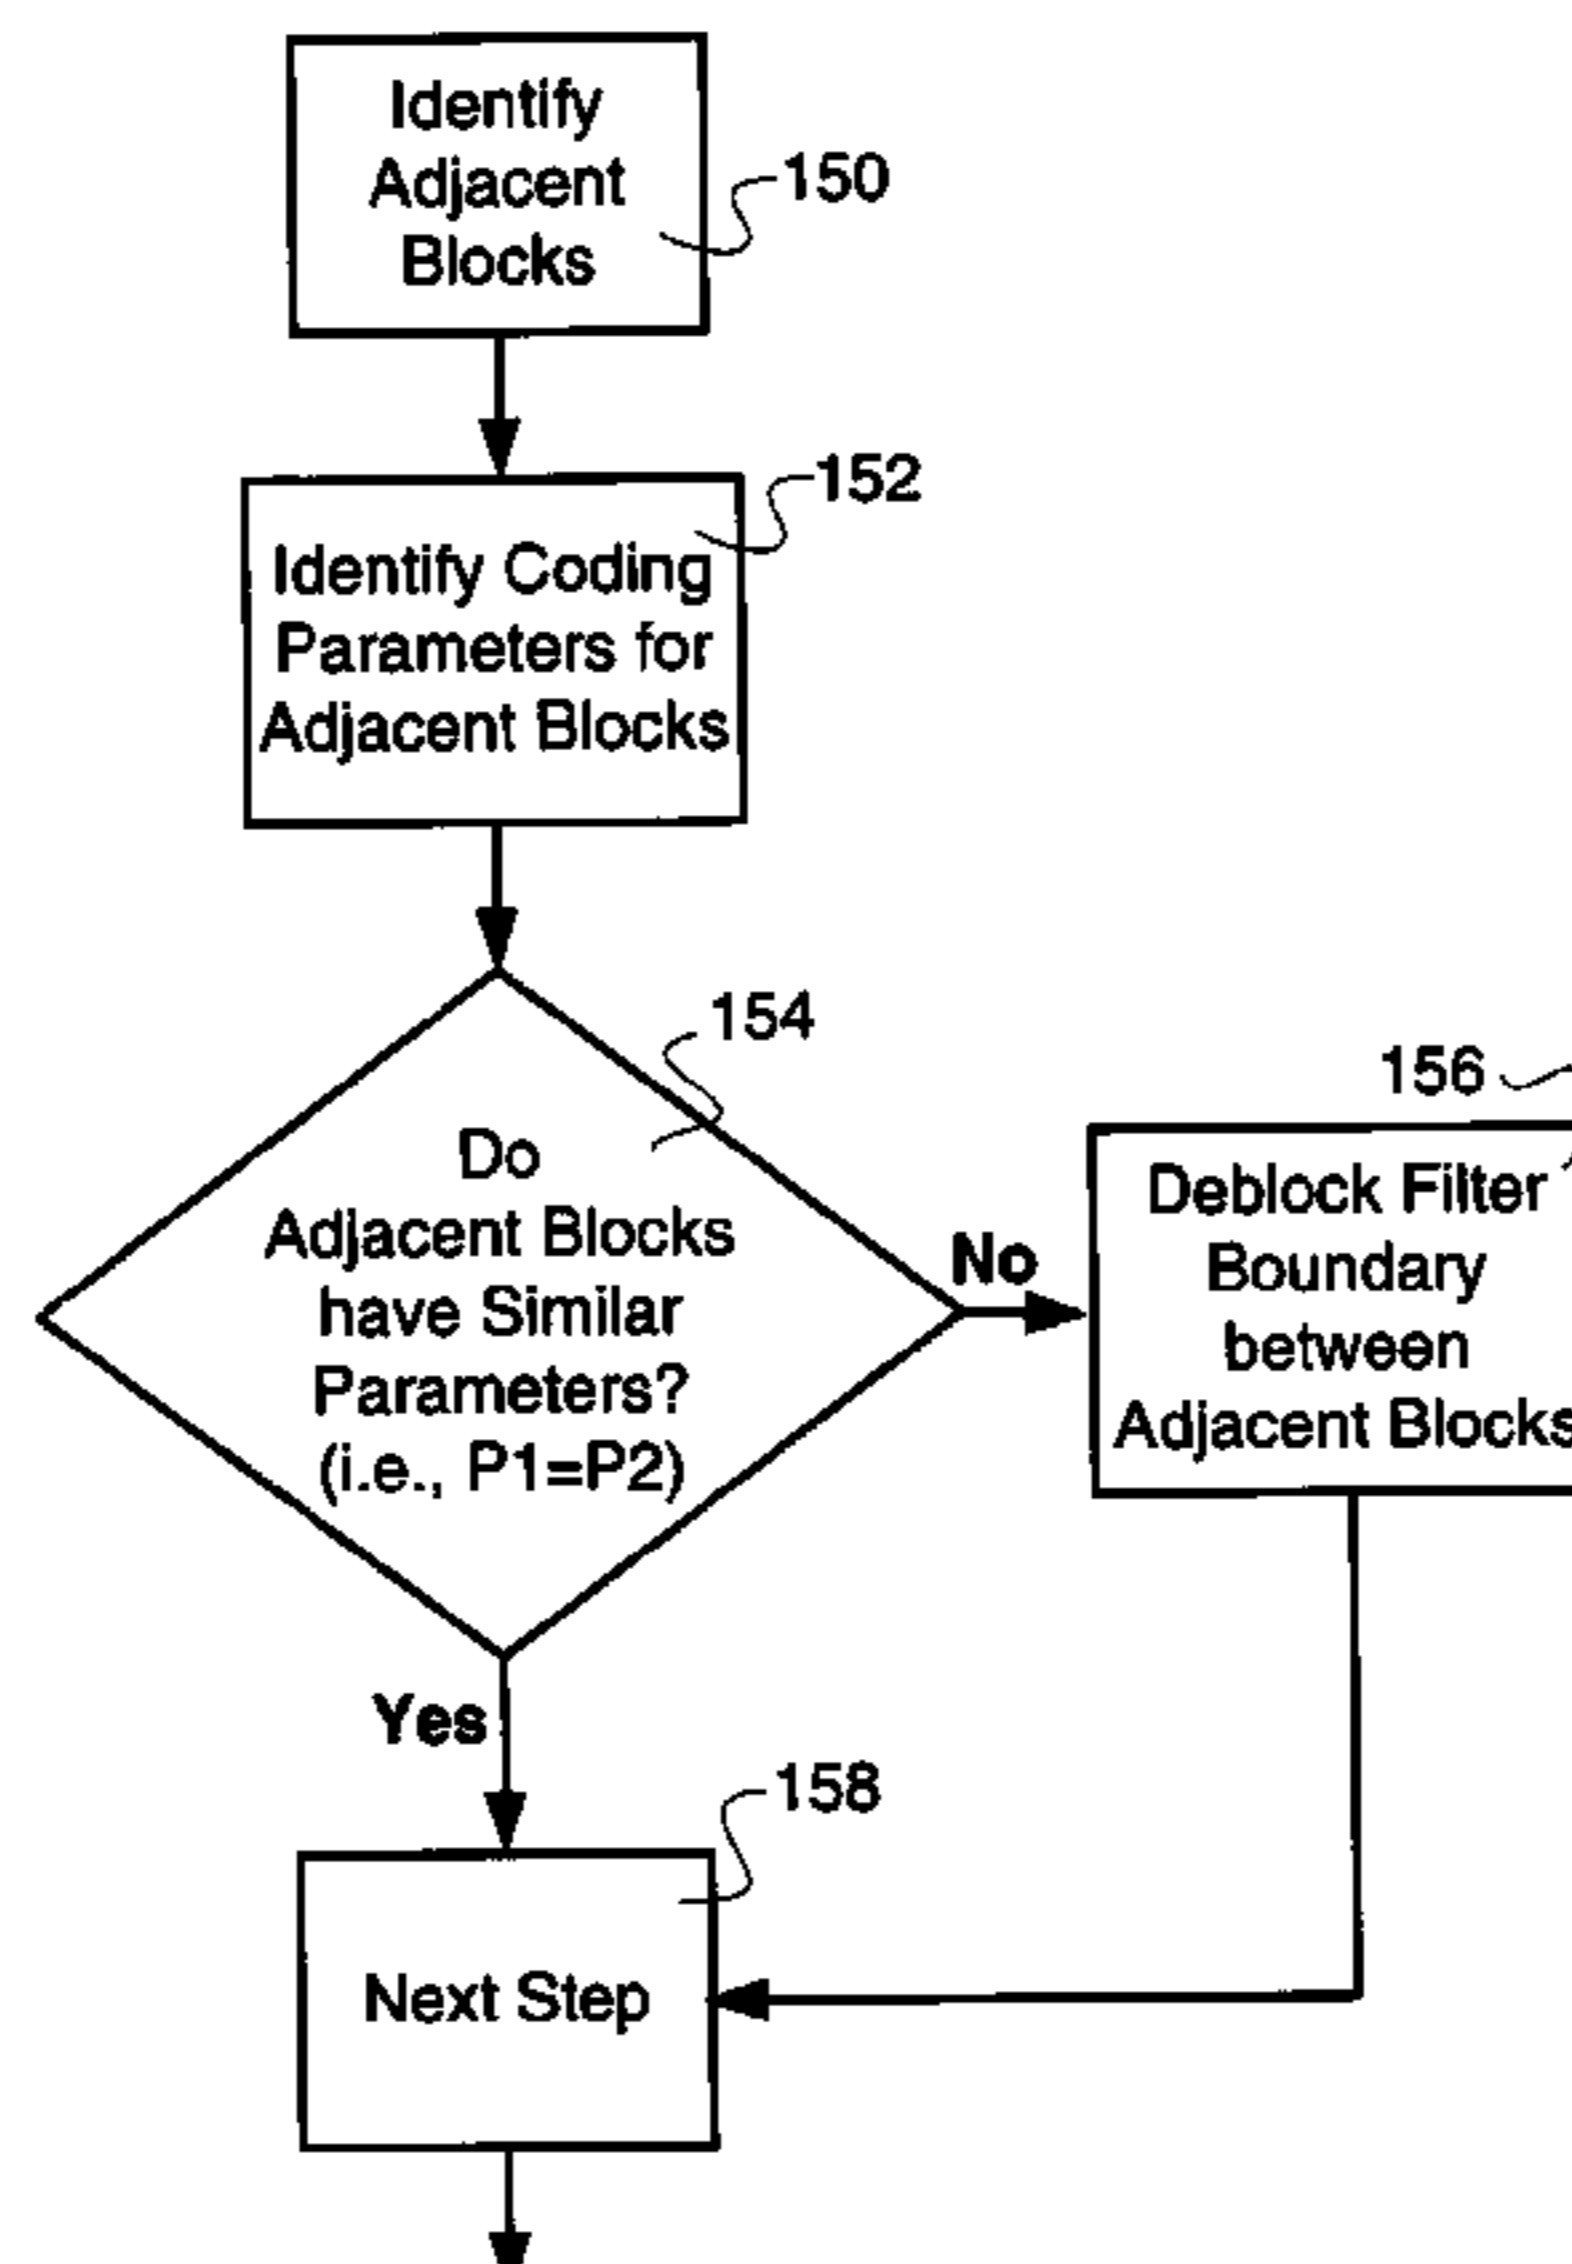 Identify
Adjacent
Blocks
150
152
Identify Coding
Parameters for
Adjacent Blocks
154
Do
Adjacent Blocks
have Similar
Parameters?
(i.e., P1=P2)
No
156
Deblock Filter
Boundary
between
Adjacent Blocks
Yes
158
Next Step